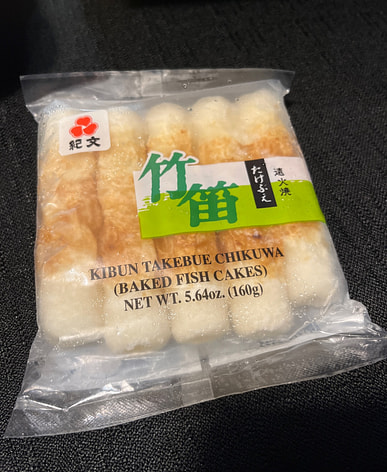 紀文
竹笛
たけぶえ
遠火焼
KIBUN TAKEBUE CHIKUWA
(BAKED FISH CAKES)
NET WT. 5.64oz. (160g)